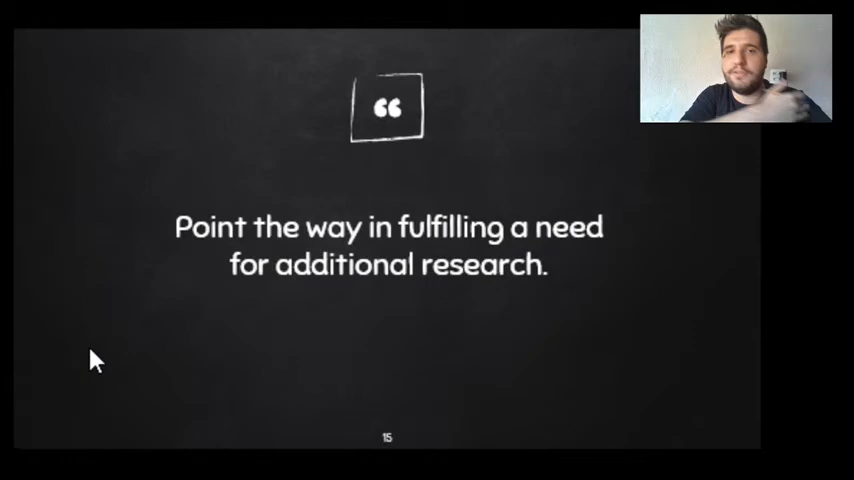 “
Point the way in fulfilling a need
for additional research.
15